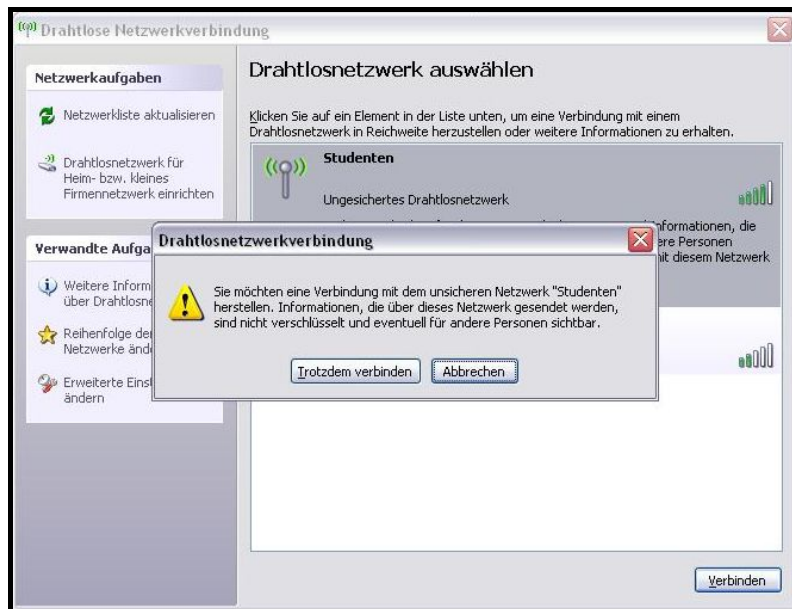 Drahtlose Netzwerkverbindung
Netzwerkaufgaben
Netzwerkliste aktualisieren
Drahtlosnetzwerk für
Heim- bzw. kleines
Firmennetzwerk einrichten
Verwandte Aufga
Weitere Inform
über Drahtlosne
Reihenfolge der
Netzwerke ände
Erweiterte Einst
ändern
Drahtlosnetzwerk auswählen
Klicken Sie auf ein Element in der Liste unten, um eine Verbindung mit einem
Drahtlosnetzwerk in Reichweite herzustellen oder weitere Informationen zu erhalten.
Studenten
Ungesichertes Drahtlosnetzwerk
Informationen, die
ere Personen
mit diesem Netzwerk
Drahtlosnetzwerkverbindung
Sie möchten eine Verbindung mit dem unsicheren Netzwerk "Studenten"
herstellen. Informationen, die über dieses Netzwerk gesendet werden,
sind nicht verschlüsselt und eventuell für andere Personen sichtbar.
Trotzdem verbinden
Abbrechen
Verbinden